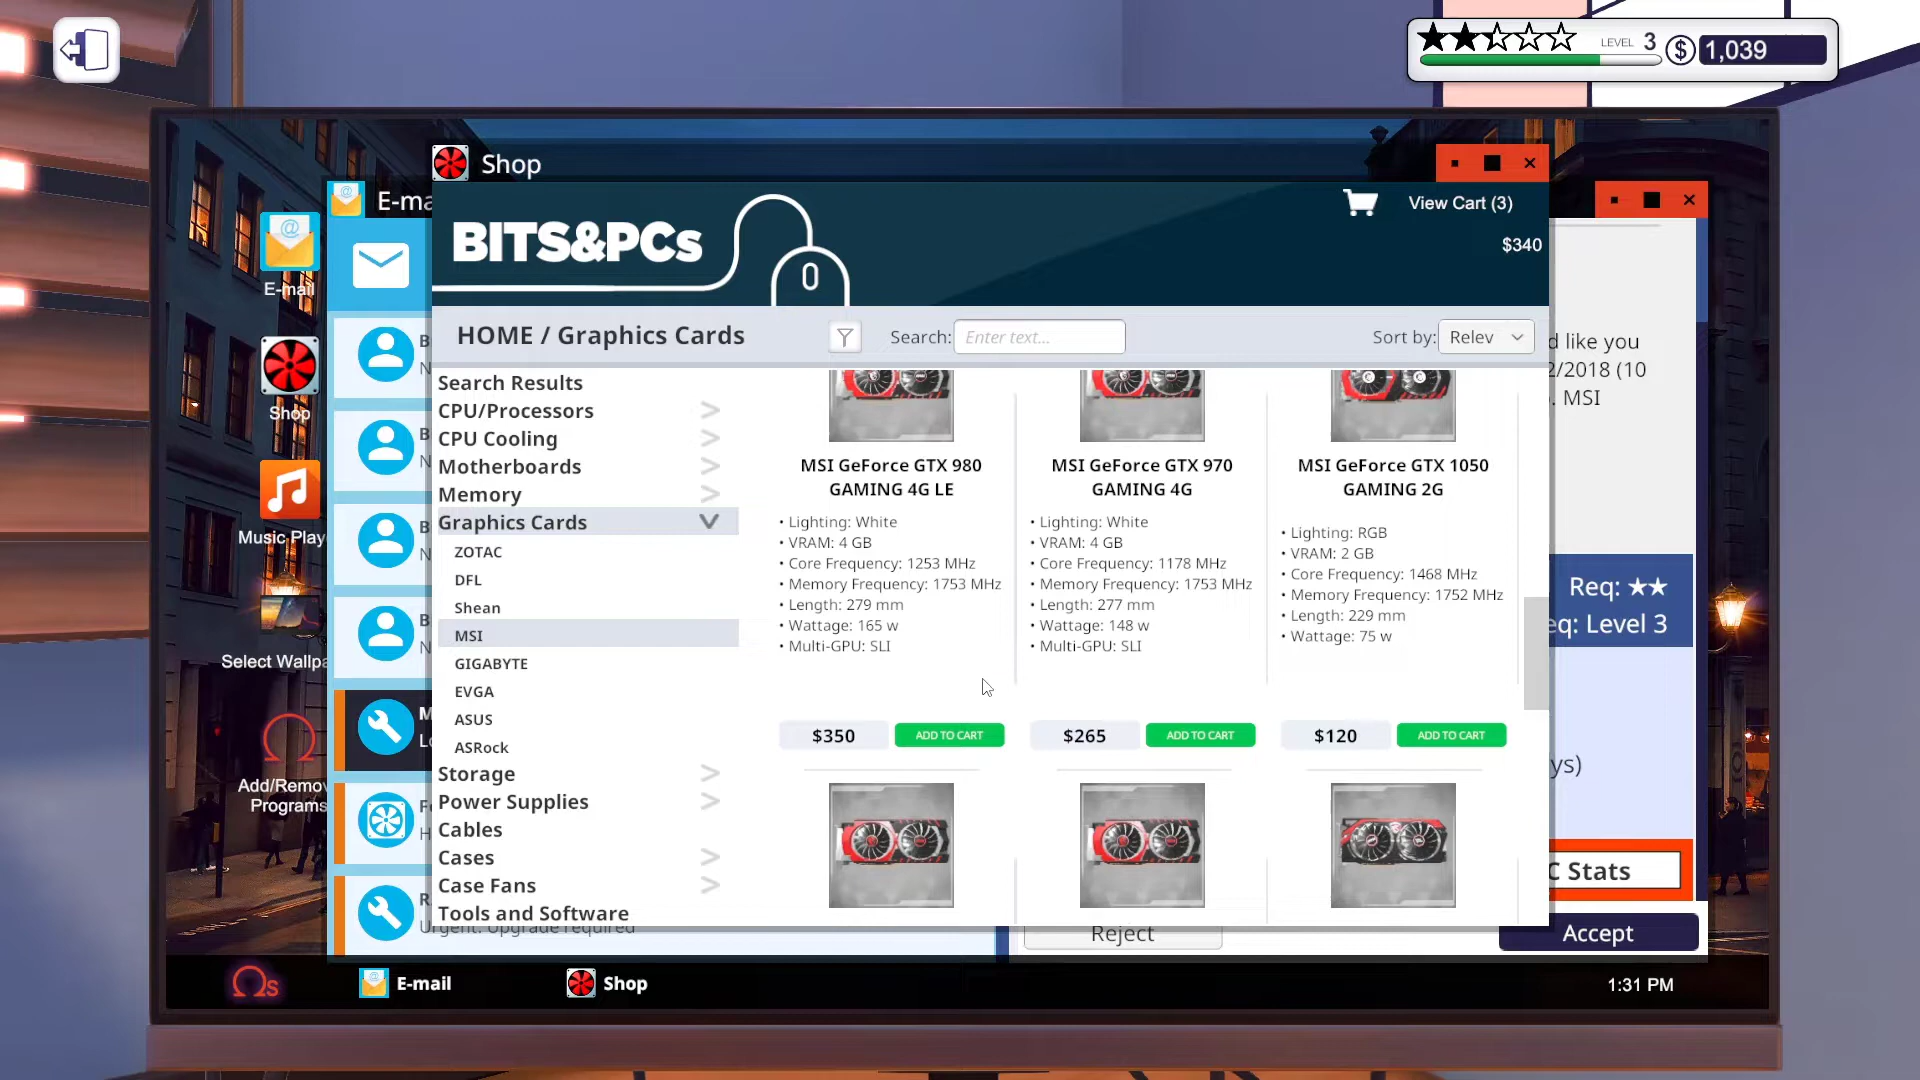 LEVEL 3
$ 1,039
Shop
E-ma
View Cart (3)
$340
BITS&PCs
HOME / Graphics Cards
Search: Enter text...
Sort by: Relev
Search Results
CPU/Processors
CPU Cooling
Motherboards
Memory
Graphics Cards
ZOTAC
DFL
Shean
MSI
GIGABYTE
EVGA
ASUS
ASRock
Storage
Power Supplies
Cables
Cases
Case Fans
Tools and Software
MSI GeForce GTX 980
GAMING 4G LE
• Lighting: White
• VRAM: 4 GB
• Core Frequency: 1253 MHz
• Memory Frequency: 1753 MHz
• Length: 279 mm
• Wattage: 165 w
• Multi-GPU: SLI
$350
ADD TO CART
MSI GeForce GTX 970
GAMING 4G
• Lighting: White
• VRAM: 4 GB
• Core Frequency: 1178 MHz
• Memory Frequency: 1753 MHz
• Length: 277 mm
• Wattage: 148 w
• Multi-GPU: SLI
$265
ADD TO CART
MSI GeForce GTX 1050
GAMING 2G
• Lighting: RGB
• VRAM: 2 GB
• Core Frequency: 1468 MHz
• Memory Frequency: 1752 MHz
• Length: 229 mm
• Wattage: 75 w
$120
ADD TO CART
E-mail
Shop
Music Play
Select Wallpa
Add/Remov
Programs
d like you
2/2018 (10
. MSI
Req: ★★
eq: Level 3
ys)
C Stats
Urgent: Upgrade required
Reject
Accept
Ωs
E-mail
Shop
1:31 PM